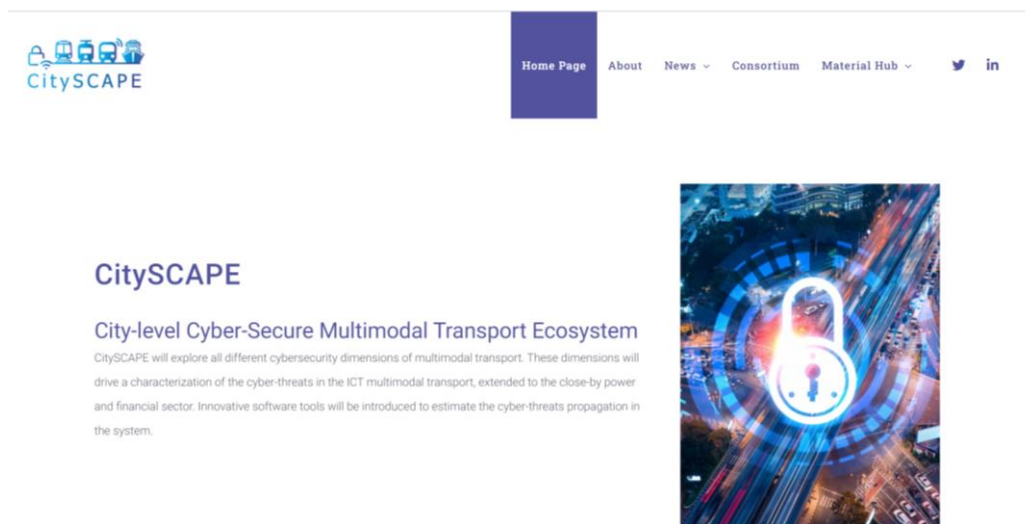 CitySCAPE
Home Page About News Consortium Material Hub in
CitySCAPE
City-level Cyber-Secure Multimodal Transport Ecosystem
CitySCAPE will explore all different cybersecurity dimensions of multimodal transport. These dimensions will
drive a characterization of the cyber-threats in the ICT multimodal transport, extended to the close-by power
and financial sector. Innovative software tools will be introduced to estimate the cyber-threats propagation in
the system.